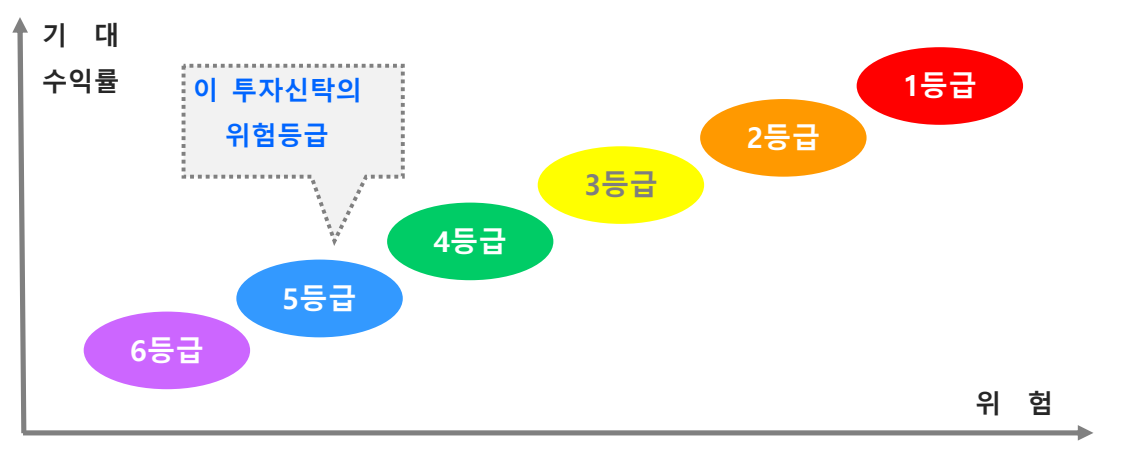 기 대
수익률
이 투자신탁의
위험등급
1등급
2등급
3등급
4등급
5등급
6등급
위 험